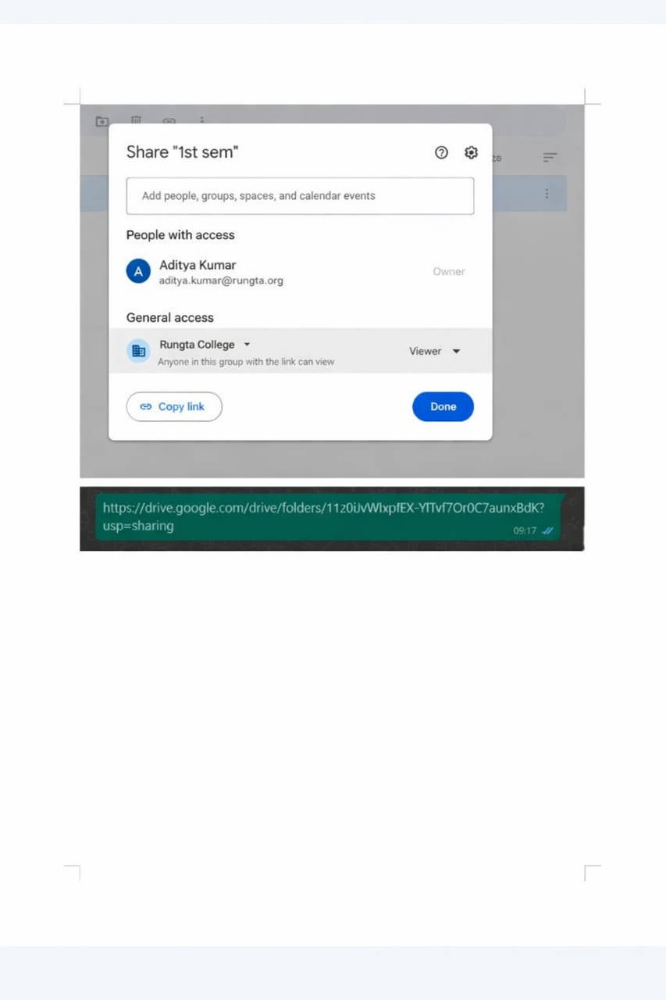 Share "1st sem"
28
Add people, groups, spaces, and calendar events
People with access
A
Aditya Kumar
aditya.kumar@rungta.org
Owner
General access
Rungta College
Anyone in this group with the link can view
Viewer
Copy link
Done
https://drive.google.com/drive/folders/11z0iJvWlxpfEX-YlTvf7Or0C7aunxBdK?
usp=sharing
09:17